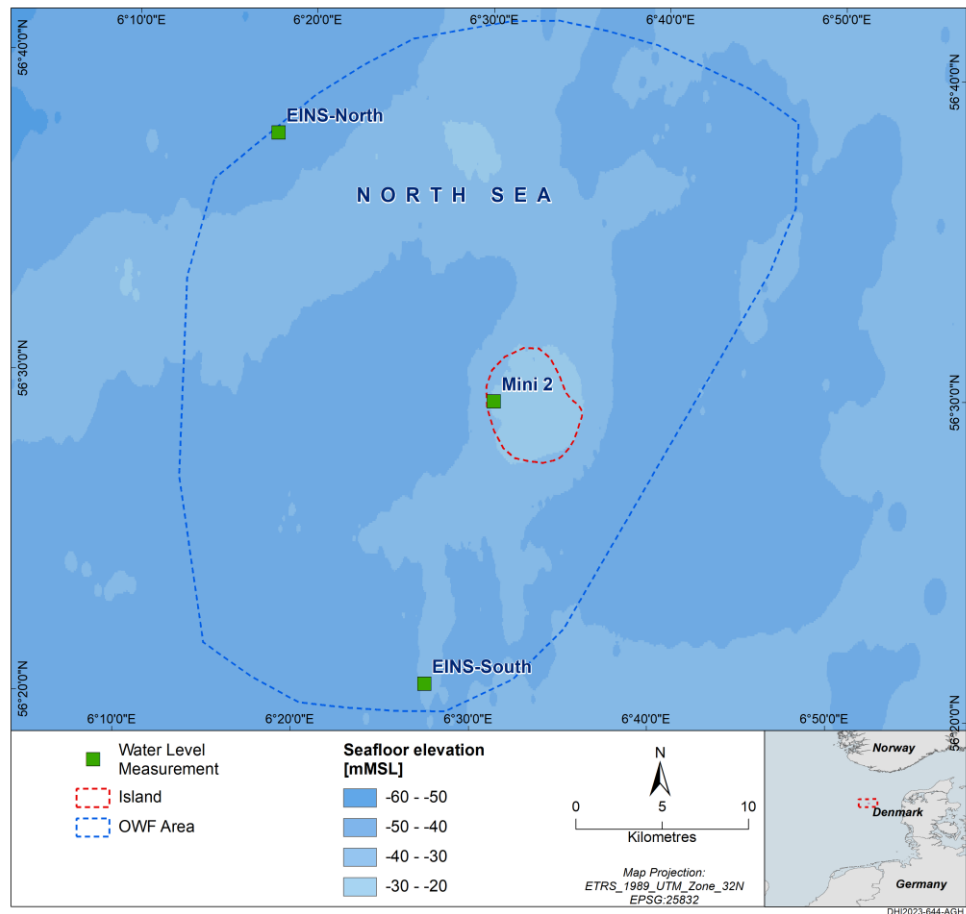 6°10'0"E
6°20'0"E
6°30'0"E
6°40'0"E
6°50'0"E
56°40'0"N
56°40'0"N
EINS-North
NORTH SEA
56°30'0"N
56°30'0"N
Mini 2
EINS-South
56°20'0"N
56°20'0"N
6°10'0"E
6°20'0"E
6°30'0"E
6°40'0"E
6°50'0"E
Water Level
Measurement
Island
OWF Area
Seafloor elevation
[mMSL]
-60 - -50
-50 - -40
-40 - -30
-30 - -20
N
0 5 10
Kilometres
Map Projection:
ETRS_1989_UTM_Zone_32N
EPSG:25832
Norway
Denmark
Germany
DHI2023-644-AGH